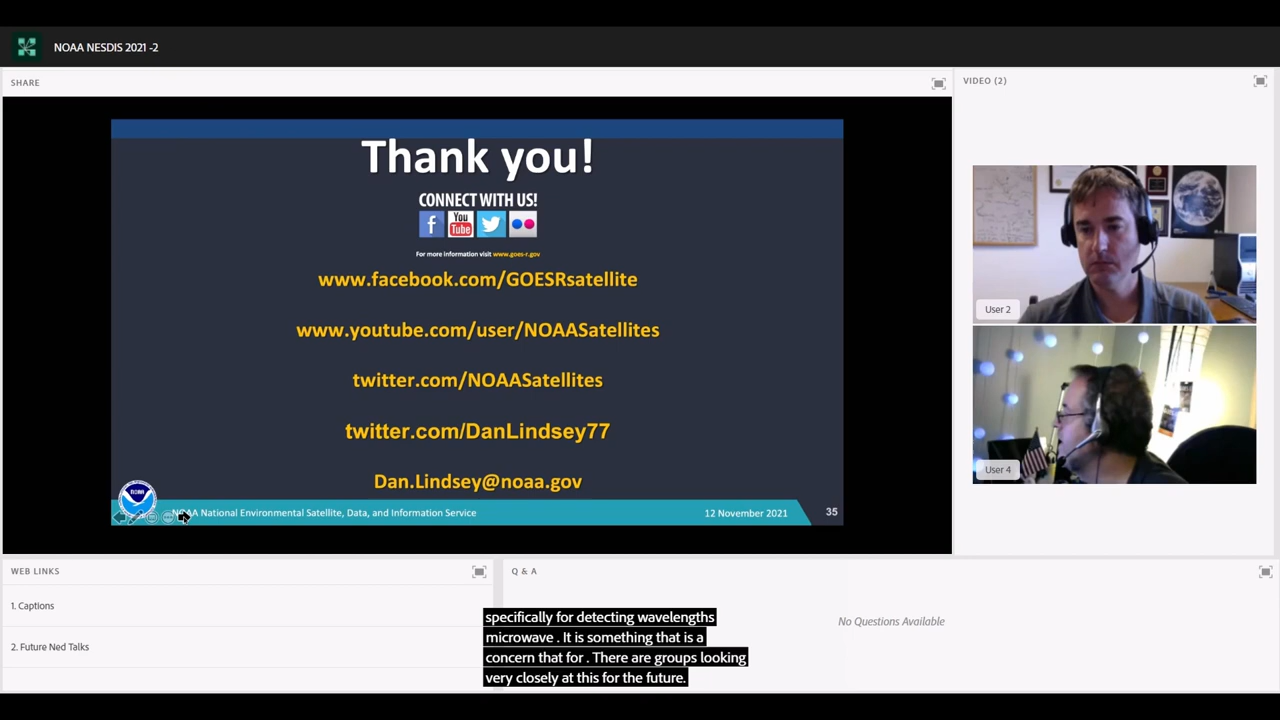 NOAA NESDIS 2021 -2
SHARE
Thank you!
CONNECT WITH US!
f You Tube
For more information visit www.goes-r.gov
www.facebook.com/GOESRsatellite
www.youtube.com/user/NOAASatellites
twitter.com/NOAASatellites
twitter.com/DanLindsey77
Dan.Lindsey@noaa.gov
NOAA
National Environmental Satellite, Data, and Information Service
12 November 2021
35
VIDEO (2)
User 2
User 4
WEB LINKS
1. Captions
2. Future Ned Talks
Q & A
No Questions Available
specifically for detecting wavelengths
microwave . It is something that is a
concern that for . There are groups looking
very closely at this for the future.